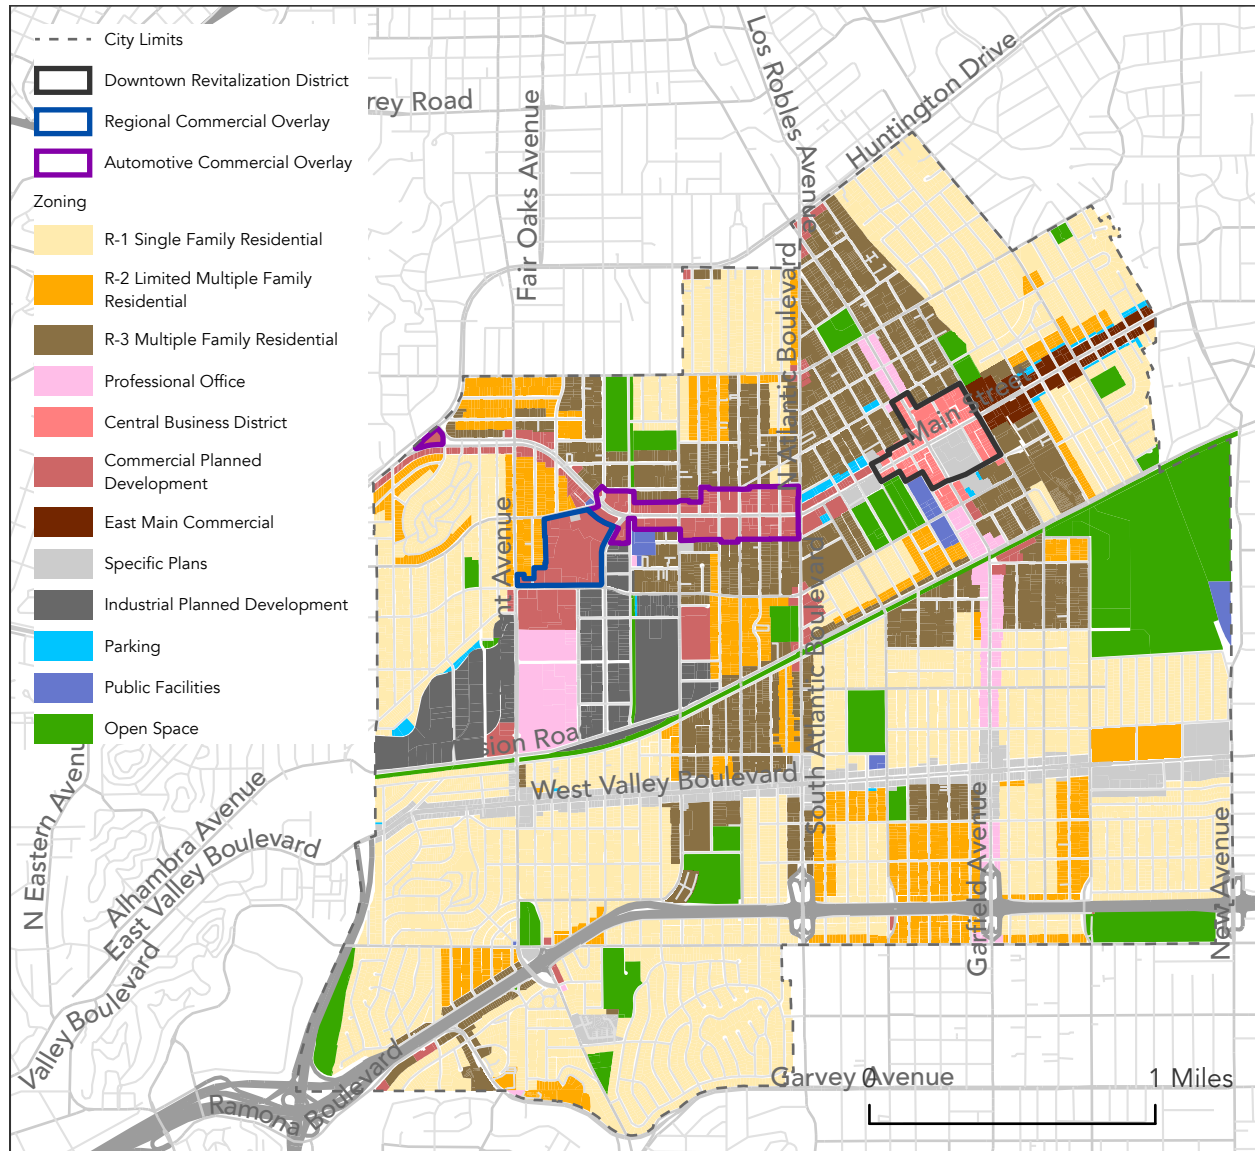 City Limits
Downtown Revitalization District
Regional Commercial Overlay
Automotive Commercial Overlay
Zoning
R-1 Single Family Residential
R-2 Limited Multiple Family
Residential
R-3 Multiple Family Residential
Professional Office
Central Business District
Commercial Planned
Development
East Main Commercial
Specific Plans
Industrial Planned Development
Parking
Public Facilities
Open Space
rey Road
Fair Oaks Avenue
Los Robles Avenue
Huntington Drive
N Atlantic Boulevard
Main Street
nt Avenue
South Atlantic Boulevard
sion Road
West Valley Boulevard
N Eastern Avenue
Alhambra Avenue
East Valley Boulevard
Valley Boulevard
Ramona Boulevard
Garfield Avenue
New Avenue
Garvey Avenue
0
1 Miles